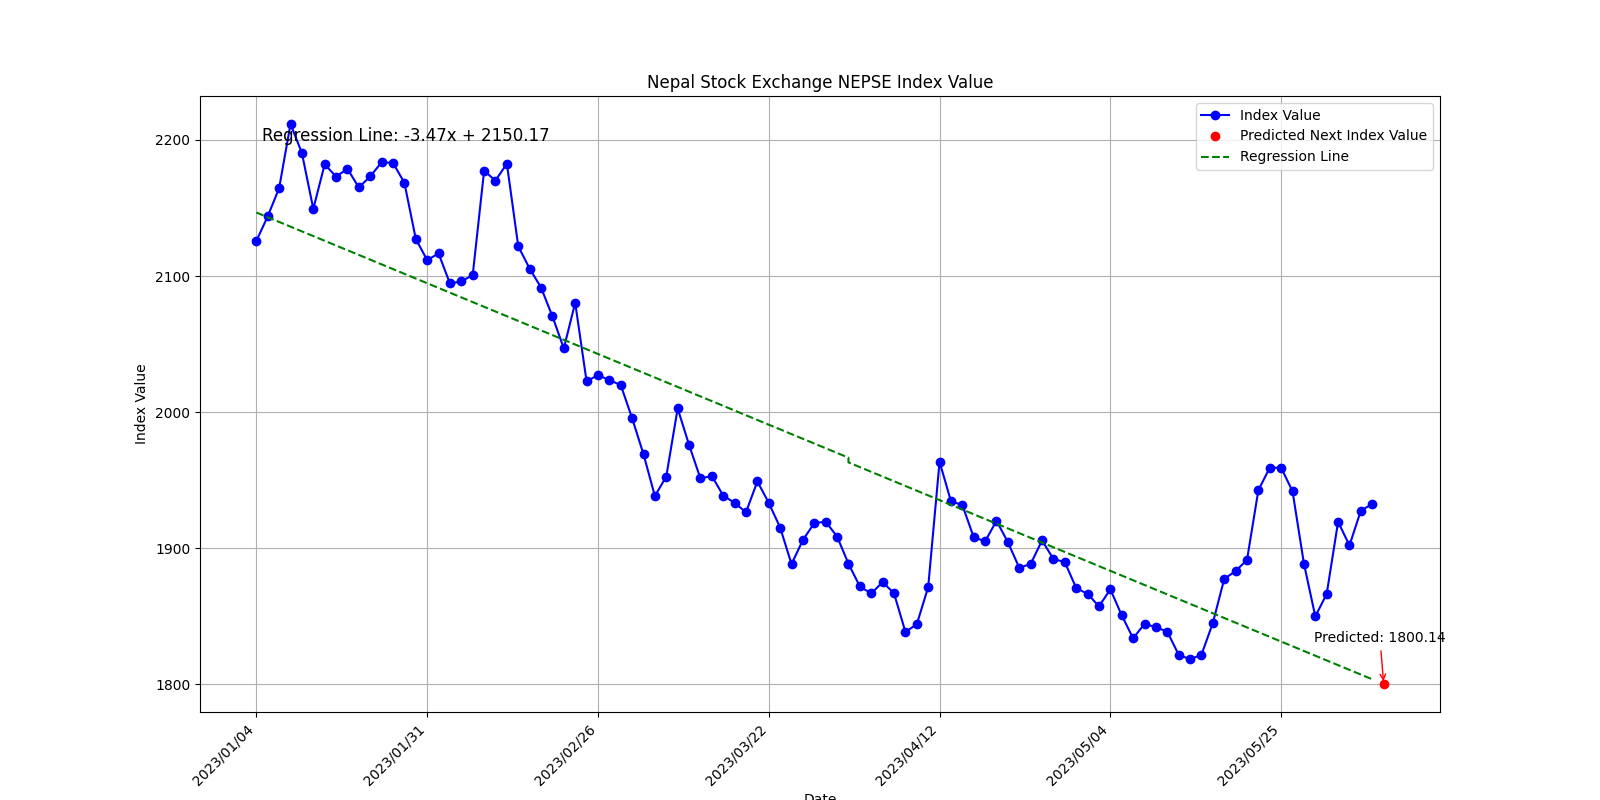 Nepal Stock Exchange NEPSE Index Value
Regression Line: -3.47x + 2150.17
Index Value
Predicted Next Index Value
Regression Line
Index Value
2200
2100
2000
1900
1800
Predicted: 1800.14
2023/01/04
2023/01/31
2023/02/26
2023/03/22
2023/04/12
2023/05/04
2023/05/25
Date